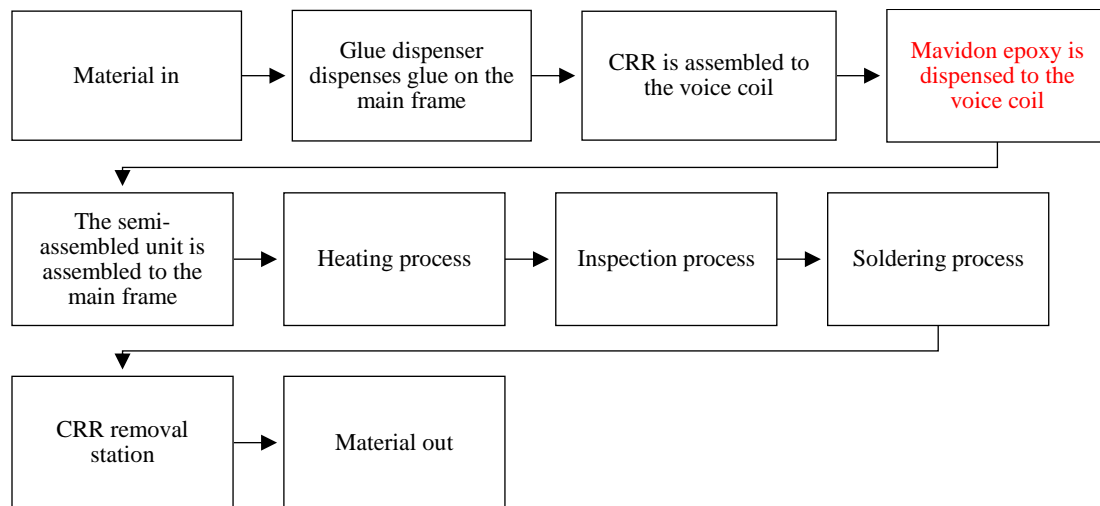 Material in
Glue dispenser
dispenses glue on the
main frame
CRR is assembled to
the voice coil
Mavidon epoxy is
dispensed to the
voice coil
The semi-
assembled unit is
assembled to the
main frame
Heating process
Inspection process
Soldering process
CRR removal
station
Material out